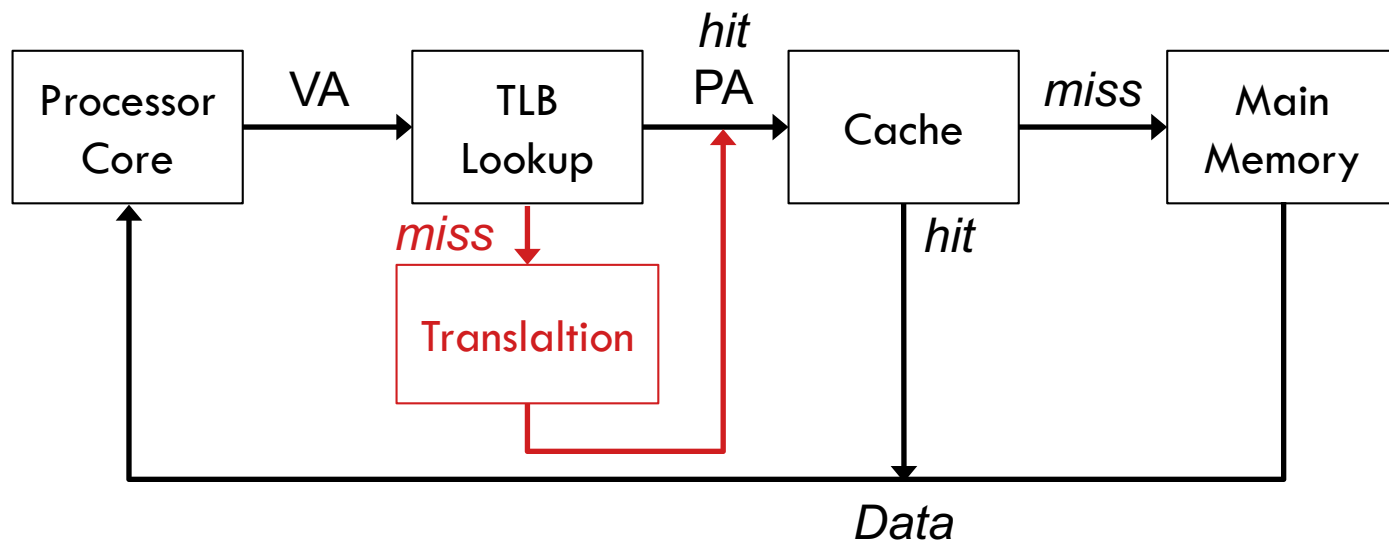 Processor
Core
VA
TLB
Lookup
hit
PA
Cache
miss
Main
Memory
miss
hit
Translaltion
Data